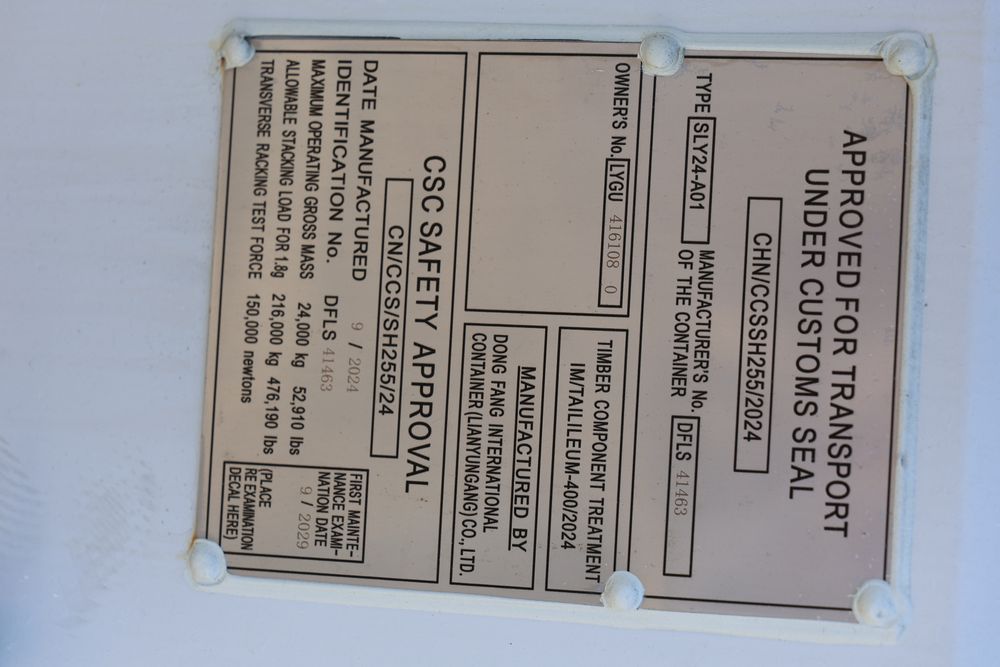 APPROVED FOR TRANSPORT
UNDER CUSTOMS SEAL
CHN/CCSSH255/2024
TYPE SLY24-A01 MANUFACTURER'S No.
OF THE CONTAINER DFLS 41463
OWNER'S No. LYGU 416108 0
TIMBER COMPONENT TREATMENT
IM/TAILILEUM-400/2024
MANUFACTURED BY
DONG FANG INTERNATIONAL
CONTAINER(LIANYUNGANG)CO.,LTD.
CSC SAFETY APPROVAL
CN/CCS/SH255/24
DATE MANUFACTURED 9 / 2024
IDENTIFICATION No. DFLS 41463
MAXIMUM OPERATING GROSS MASS 24,000 kg 52,910 lbs
ALLOWABLE STACKING LOAD FOR 1.8g 216,000 kg 476,190 lbs
TRANSVERSE RACKING TEST FORCE 150,000 newtons
FIRST MAINTE-
NANCE EXAMI-
NATION DATE
9 / 2029
(PLACE
RE EXAMINATION
DECAL HERE)